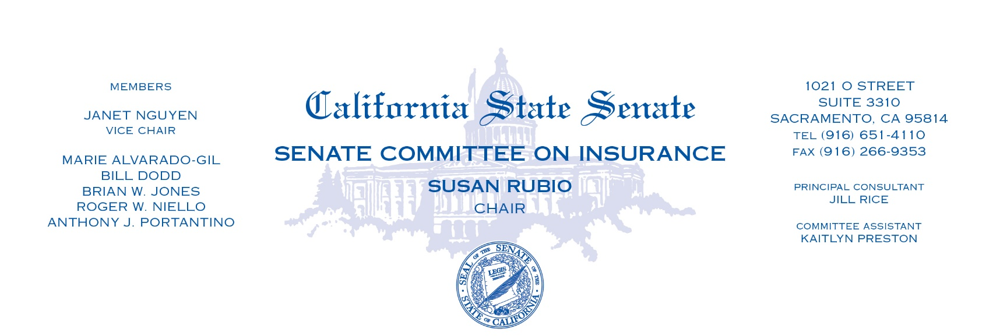 MEMBERS
JANET NGUYEN
VICE CHAIR
MARIE ALVARADO-GIL
BILL DODD
BRIAN W. JONES
ROGER W. NIELLO
ANTHONY J. PORTANTINO
California State Senate
SENATE COMMITTEE ON INSURANCE
SUSAN RUBIO
CHAIR
SEAL OF THE SENATE OF THE
STATE OF CALIFORNIA
LEGIS
1021 O STREET
SUITE 3310
SACRAMENTO, CA 95814
TEL (916) 651-4110
FAX (916) 266-9353
PRINCIPAL CONSULTANT
JILL RICE
COMMITTEE ASSISTANT
KAITLYN PRESTON